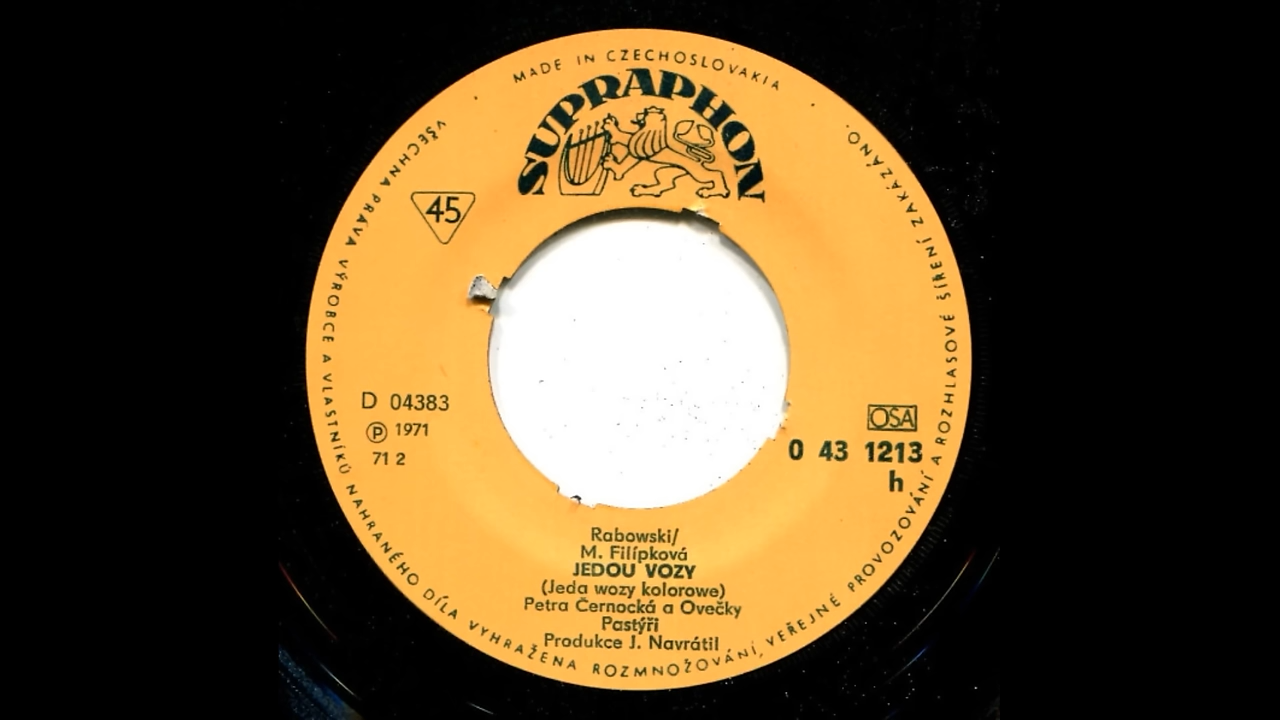 MADE IN CZECHOSLOVAKIA
SUPRAPHON
45
D 04383
Ⓟ 1971
71 2
OSA
0 43 1213
h
Rabowski/
M. Filípková
JEDOU VOZY
(Jeda wozy kolorowe)
Petra Černocká a Ovečky
Pastýři
Produkce J. Navrátil
VŠECHNA PRÁVA VÝROBCE A VLASTNÍKŮ NAHRANÉHO DÍLA VYHRAŽENA ROZMNOŽOVÁNÍ, VEŘEJNÉ PROVOZOVÁNÍ A ROZHLASOVÉ ŠÍŘENÍ ZAKÁZÁNO.